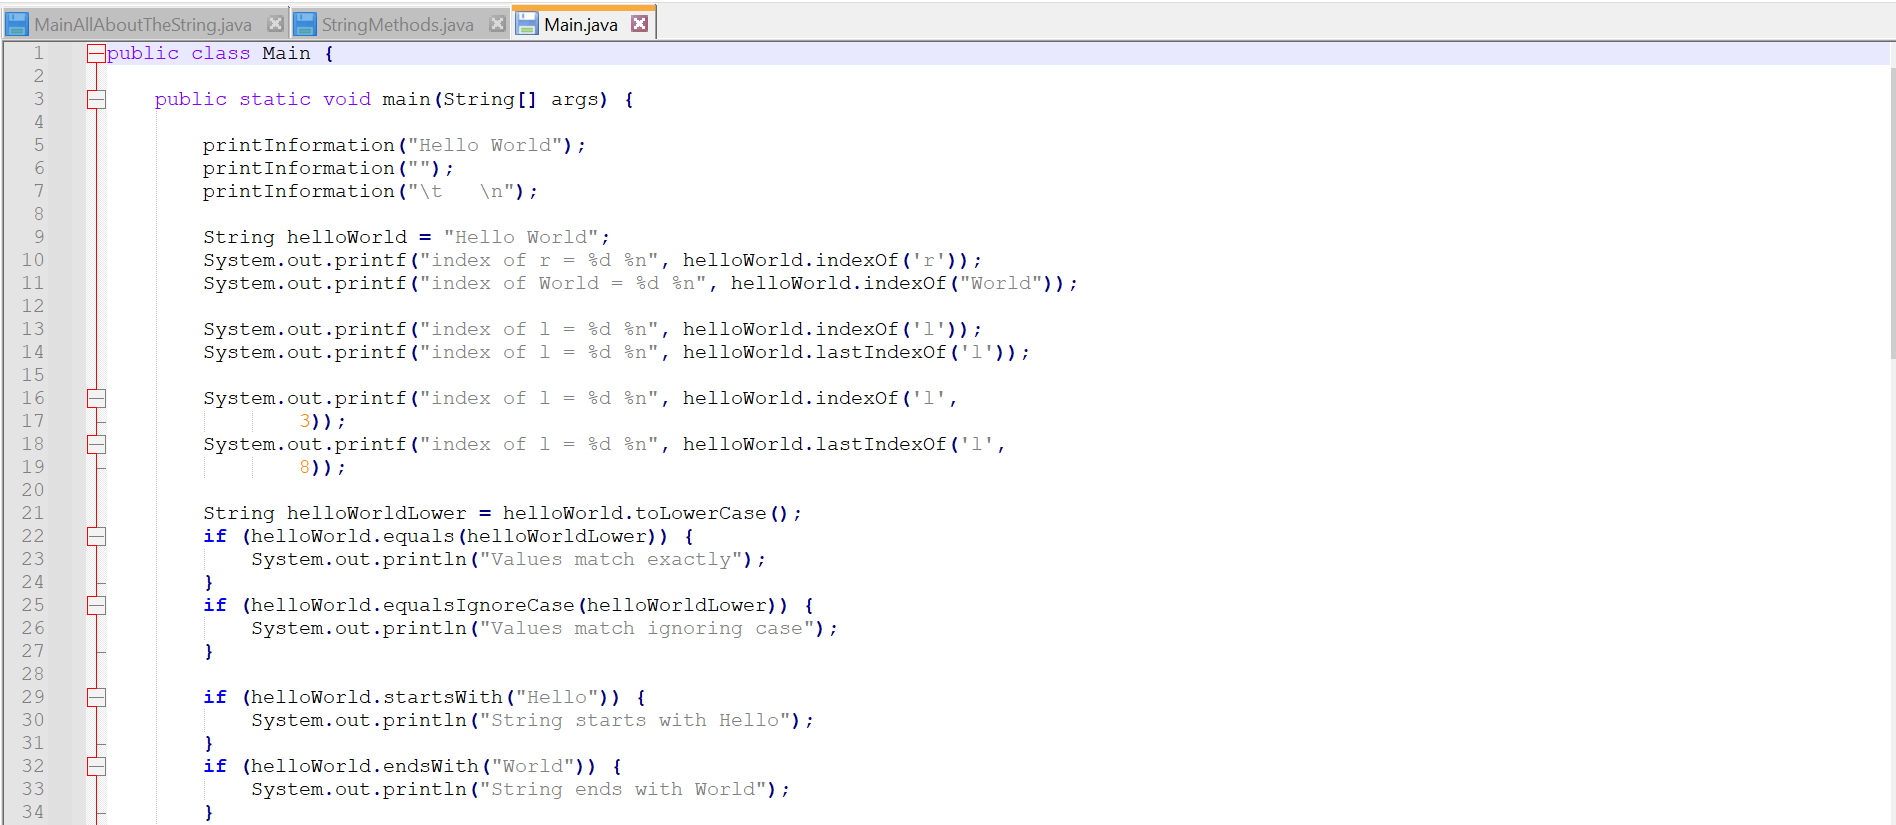 MainAllAboutTheString.java StringMethods.java Main.java
1 public class Main {
2
3     public static void main(String[] args) {
4
5         printInformation("Hello World");
6         printInformation("");
7         printInformation("\t   \n");
8
9         String helloWorld = "Hello World";
10         System.out.printf("index of r = %d %n", helloWorld.indexOf('r'));
11         System.out.printf("index of World = %d %n", helloWorld.indexOf("World"));
12
13         System.out.printf("index of l = %d %n", helloWorld.indexOf('l'));
14         System.out.printf("index of l = %d %n", helloWorld.lastIndexOf('l'));
15
16         System.out.printf("index of l = %d %n", helloWorld.indexOf('l',
17                 3));
18         System.out.printf("index of l = %d %n", helloWorld.lastIndexOf('l',
19                 8));
20
21         String helloWorldLower = helloWorld.toLowerCase();
22         if (helloWorld.equals(helloWorldLower)) {
23             System.out.println("Values match exactly");
24         }
25         if (helloWorld.equalsIgnoreCase(helloWorldLower)) {
26             System.out.println("Values match ignoring case");
27         }
28
29         if (helloWorld.startsWith("Hello")) {
30             System.out.println("String starts with Hello");
31         }
32         if (helloWorld.endsWith("World")) {
33             System.out.println("String ends with World");
34         }